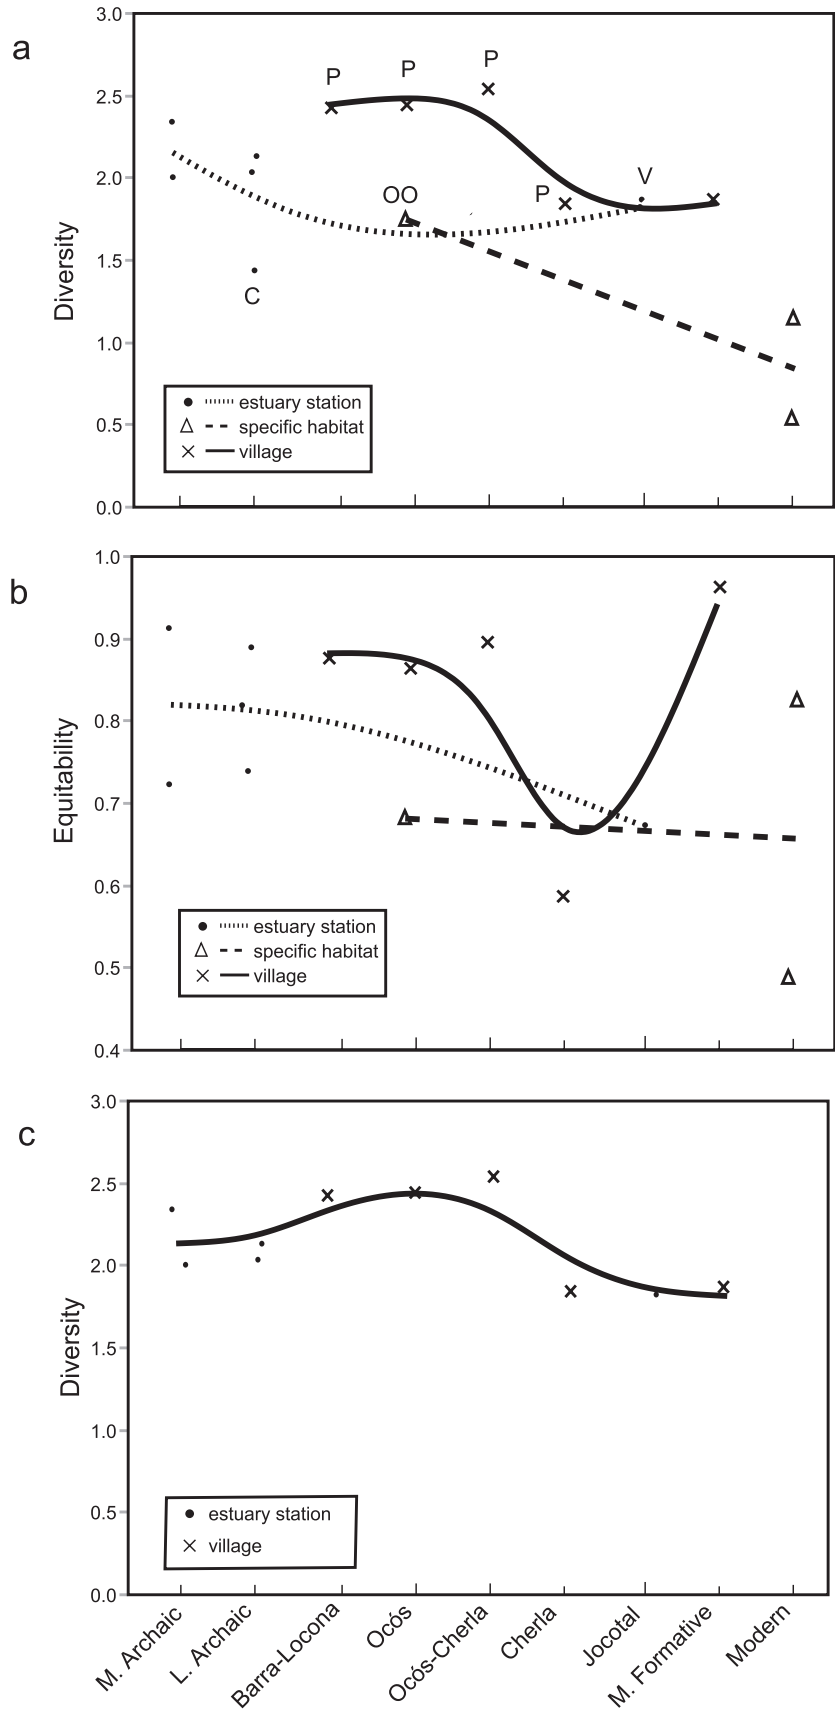 a
3.0
P P P
2.5
2.0
OO P V
1.5
C
1.0
0.5
0.0
Diversity
estuary station
specific habitat
village
b
1.0
0.9
0.8
0.7
0.6
0.5
0.4
Equitability
estuary station
specific habitat
village
c
3.0
2.5
2.0
1.5
1.0
0.5
0.0
Diversity
estuary station
village
M. Archaic
L. Archaic
Barra-Locona
Ocós
Ocós-Cherla
Cherla
Jocotal
M. Formative
Modern